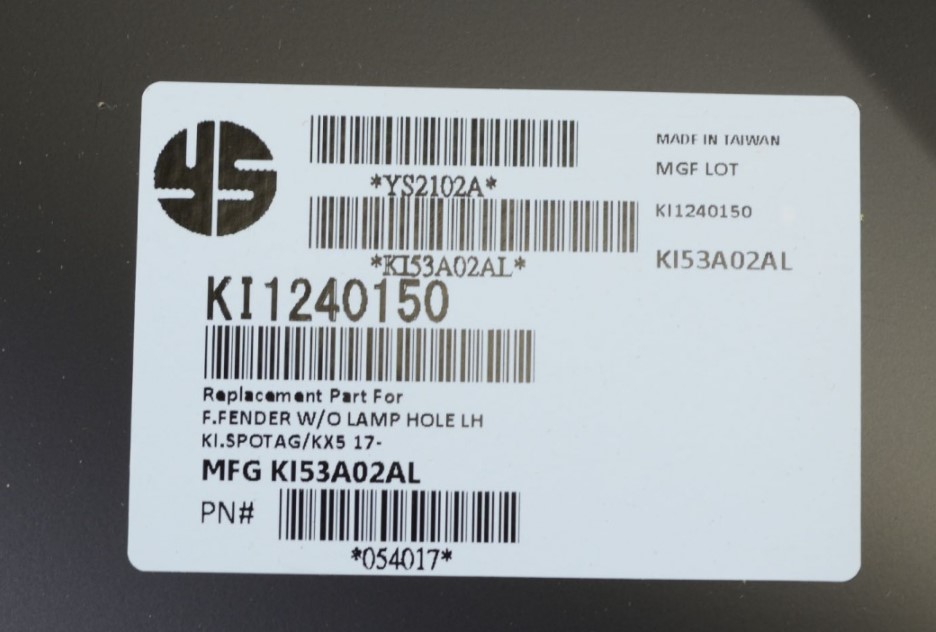 YS
*YS2102A*
*KI53A02AL*
KI1240150
Replacement Part For
F.FENDER W/O LAMP HOLE LH
KI.SPOTAG/KX5 17-
MFG KI53A02AL
PN#
*054017*
MADE IN TAIWAN
MGF LOT
KI1240150
KI53A02AL